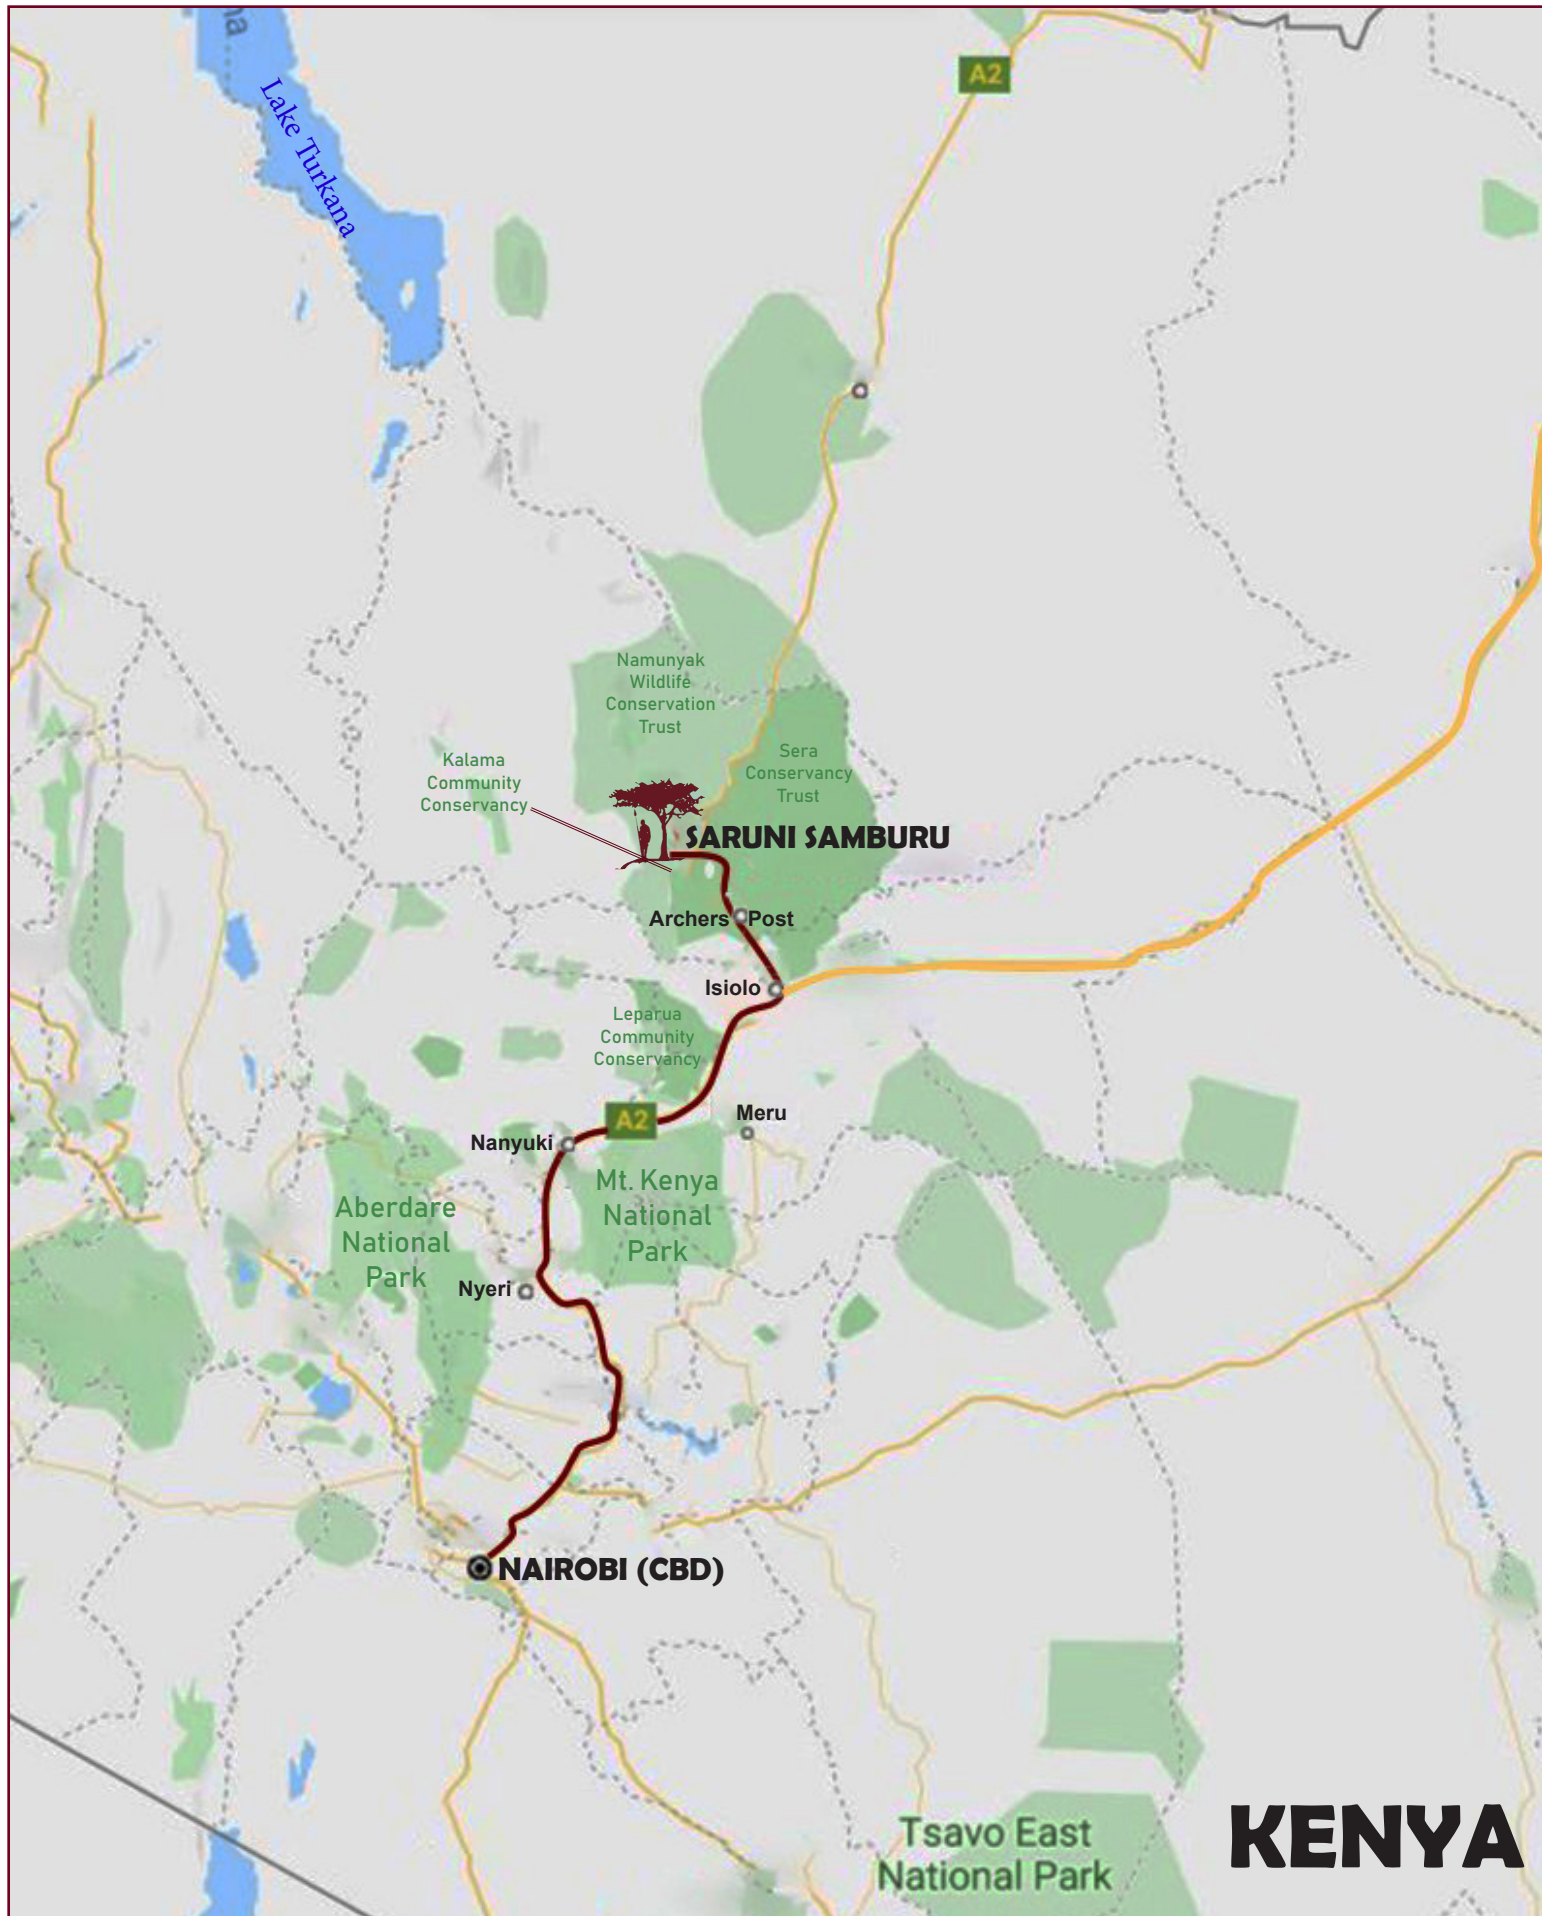 na
A2
Lake Turkana
Namunyak
Wildlife
Conservation
Trust
Sera
Conservancy
Trust
Kalama
Community
Conservancy
SARUNI SAMBURU
Archers Post
Isiolo
Leparua
Community
Conservancy
A2
Meru
Nanyuki
Mt. Kenya
National
Park
Aberdare
National
Park
Nyeri
NAIROBI (CBD)
Tsavo East
National Park
KENYA